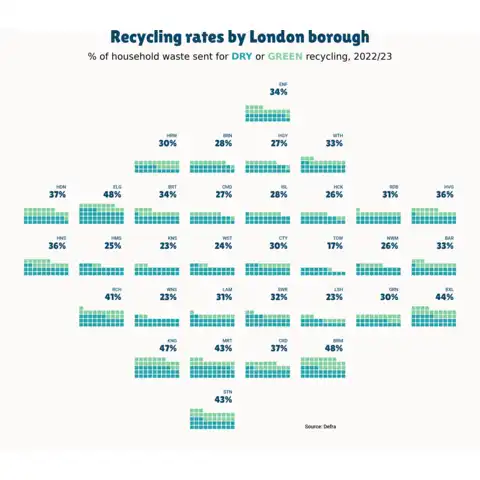 Recycling rates by London borough
% of household waste sent for DRY or GREEN recycling, 2022/23
ENF
34%
HRW BRN HGY WTH
30% 28% 27% 33%
HDN ELG BRT CMD ISL HCK RDB HVG
37% 48% 34% 27% 28% 26% 31% 36%
HNS HMS KNS WST CTY TOW NWM BAR
36% 25% 23% 24% 30% 17% 26% 33%
RCH WNS LAM SWR LSH GRN BXL
41% 23% 31% 32% 23% 30% 44%
KNG MRT CRD BRM
47% 43% 37% 48%
STN
43%
Source: Defra